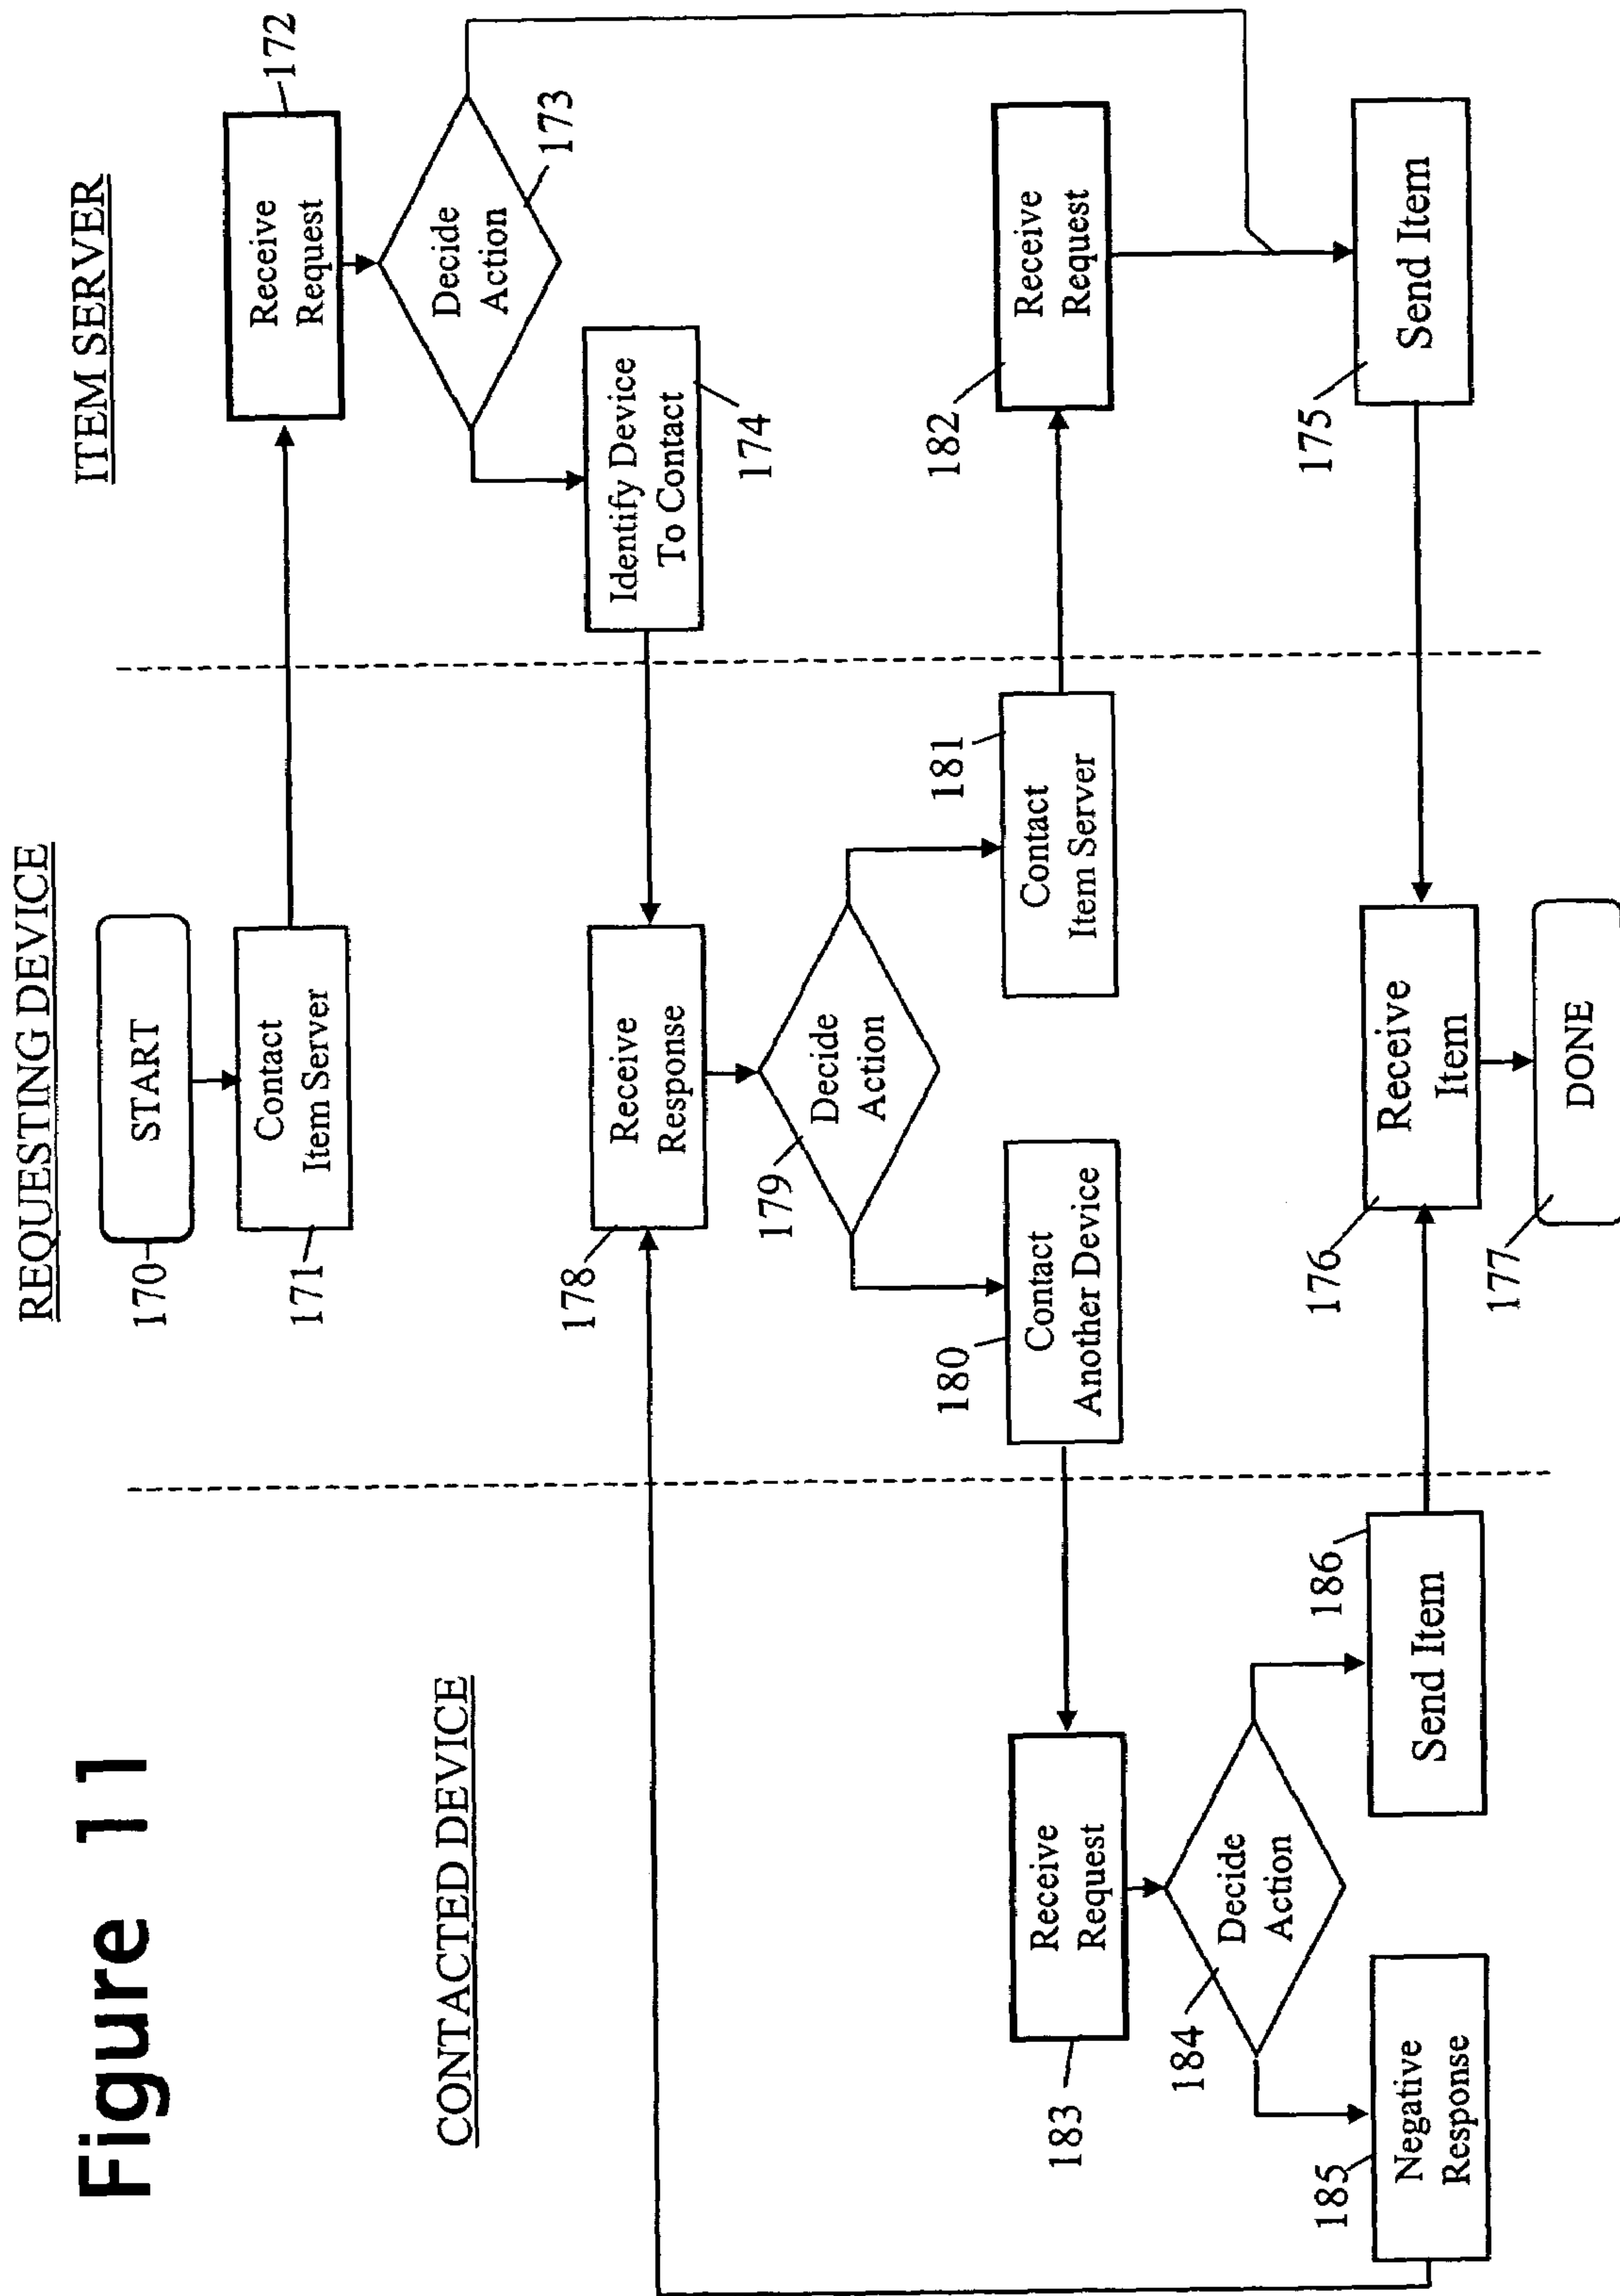 Figure 11
CONTACTED DEVICE
REQUESTING DEVICE
ITEM SERVER
START
170
Contact
Item Server
171
Receive
Request
172
Decide
Action
173
Identify Device
To Contact
174
Receive
Response
178
Decide
Action
179
Contact
Another Device
180
Contact
Item Server
181
Receive
Request
182
Receive
Request
183
Decide
Action
184
Negative
Response
185
Send Item
186
Receive
Item
176
Send Item
175
DONE
177